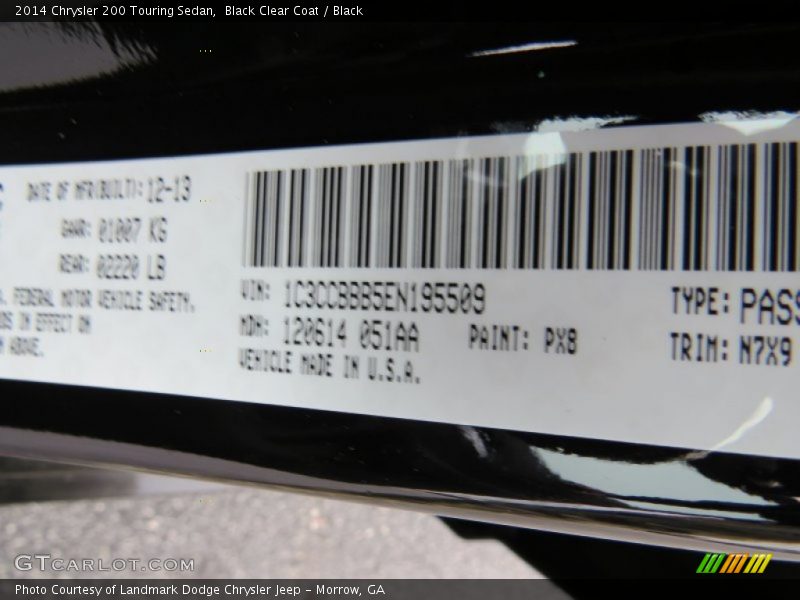 2014 Chrysler 200 Touring Sedan, Black Clear Coat / Black
DATE OF MFR(BUILT): 12-13
GAWR: 01007 KG
REAR: 02220 LB
FEDERAL MOTOR VEHICLE SAFETY.
IN EFFECT ON
ABOVE.
VIN: 1C3CCBBB5EN195509
MDH: 120614 051AA
PAINT: PX8
VEHICLE MADE IN U.S.A.
TYPE: PASS
TRIM: N7X9
GTCARLOT.COM
Photo Courtesy of Landmark Dodge Chrysler Jeep - Morrow, GA